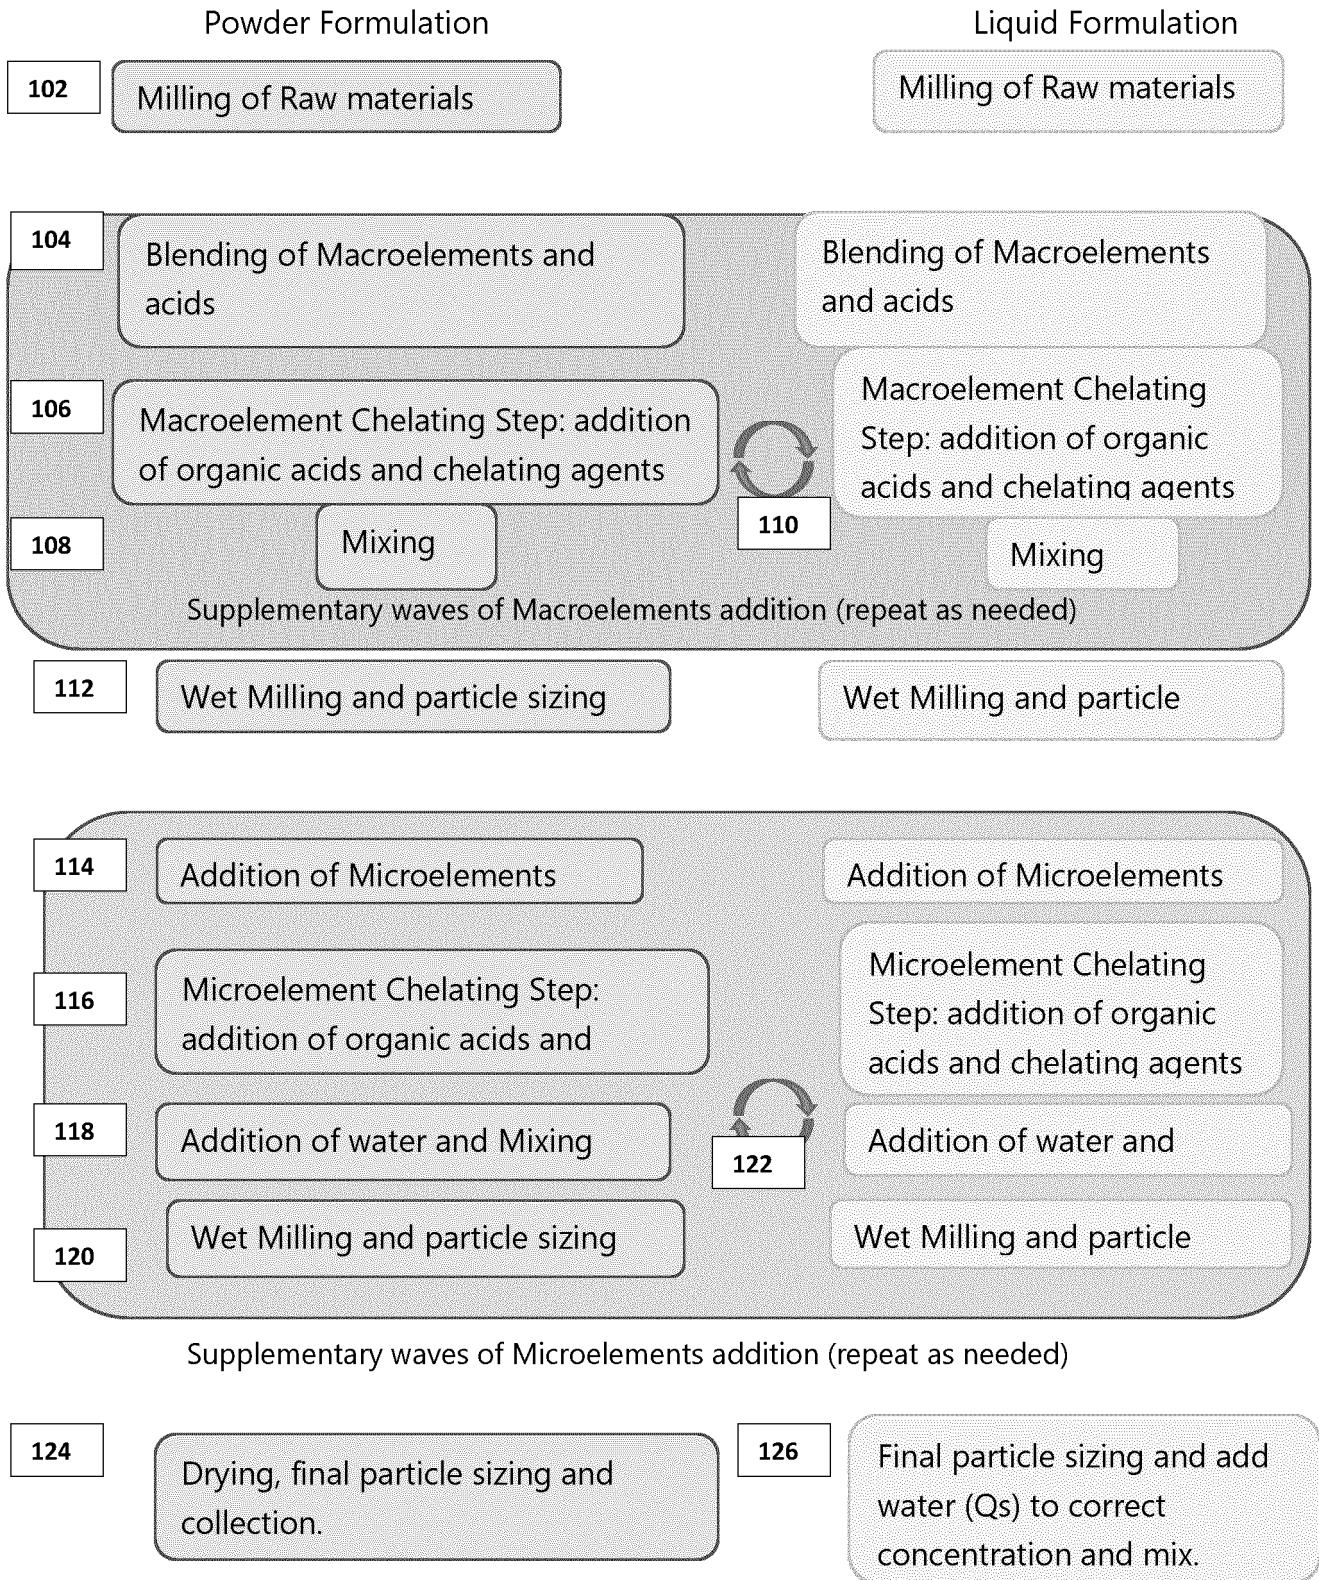 Powder Formulation
Liquid Formulation
102
Milling of Raw materials
Milling of Raw materials
104
Blending of Macroelements and
acids
Blending of Macroelements
and acids
106
Macroelement Chelating Step: addition
of organic acids and chelating agents
Macroelement Chelating
Step: addition of organic
acids and chelating agents
110
108
Mixing
Mixing
Supplementary waves of Macroelements addition (repeat as needed)
112
Wet Milling and particle sizing
Wet Milling and particle
114
Addition of Microelements
Addition of Microelements
116
Microelement Chelating Step:
addition of organic acids and
Microelement Chelating
Step: addition of organic
acids and chelating agents
118
Addition of water and Mixing
122
Addition of water and
120
Wet Milling and particle sizing
Wet Milling and particle
Supplementary waves of Microelements addition (repeat as needed)
124
Drying, final particle sizing and
collection.
126
Final particle sizing and add
water (Qs) to correct
concentration and mix.